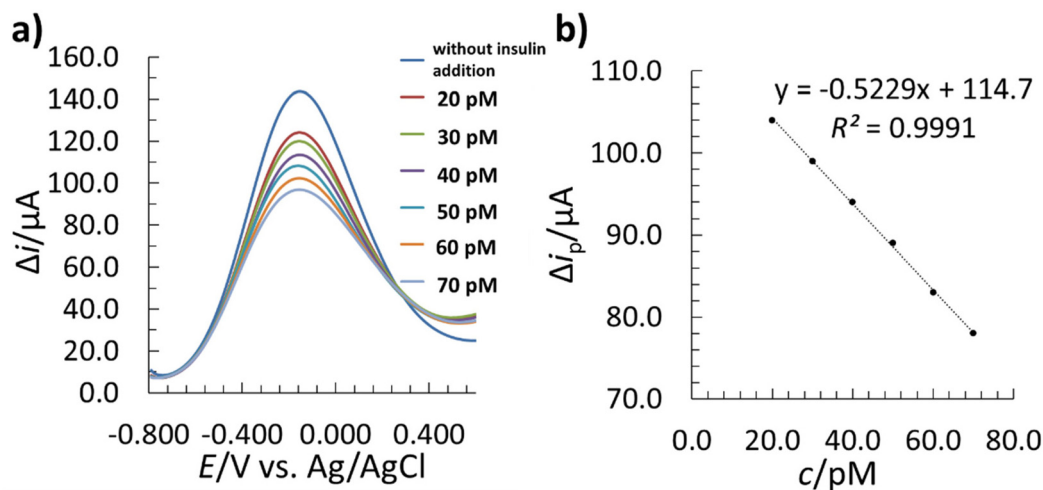 a)
Δi/µA
160.0
140.0
120.0
100.0
80.0
60.0
40.0
20.0
0.0
-0.800
-0.400
0.000
0.400
E/V vs. Ag/AgCl
without insulin
addition
20 pM
30 pM
40 pM
50 pM
60 pM
70 pM
b)
Δip/µA
110.0
100.0
90.0
80.0
70.0
y = -0.5229x + 114.7
R² = 0.9991
0.0
20.0
40.0
60.0
80.0
c/pM